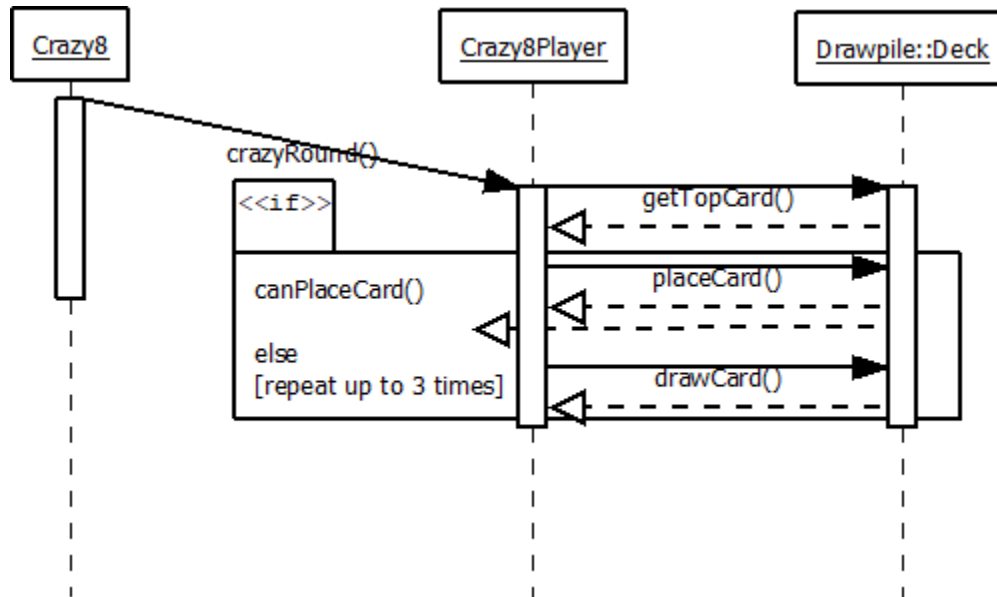 Crazy8
Crazy8Player
Drawpile::Deck
crazyRound()
<<if>>
getTopCard()
canPlaceCard()
placeCard()
else
[repeat up to 3 times]
drawCard()